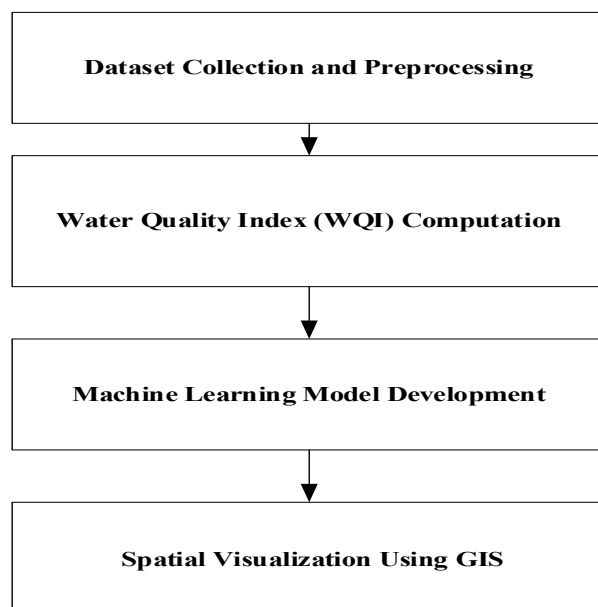 Dataset Collection and Preprocessing
Water Quality Index (WQI) Computation
Machine Learning Model Development
Spatial Visualization Using GIS